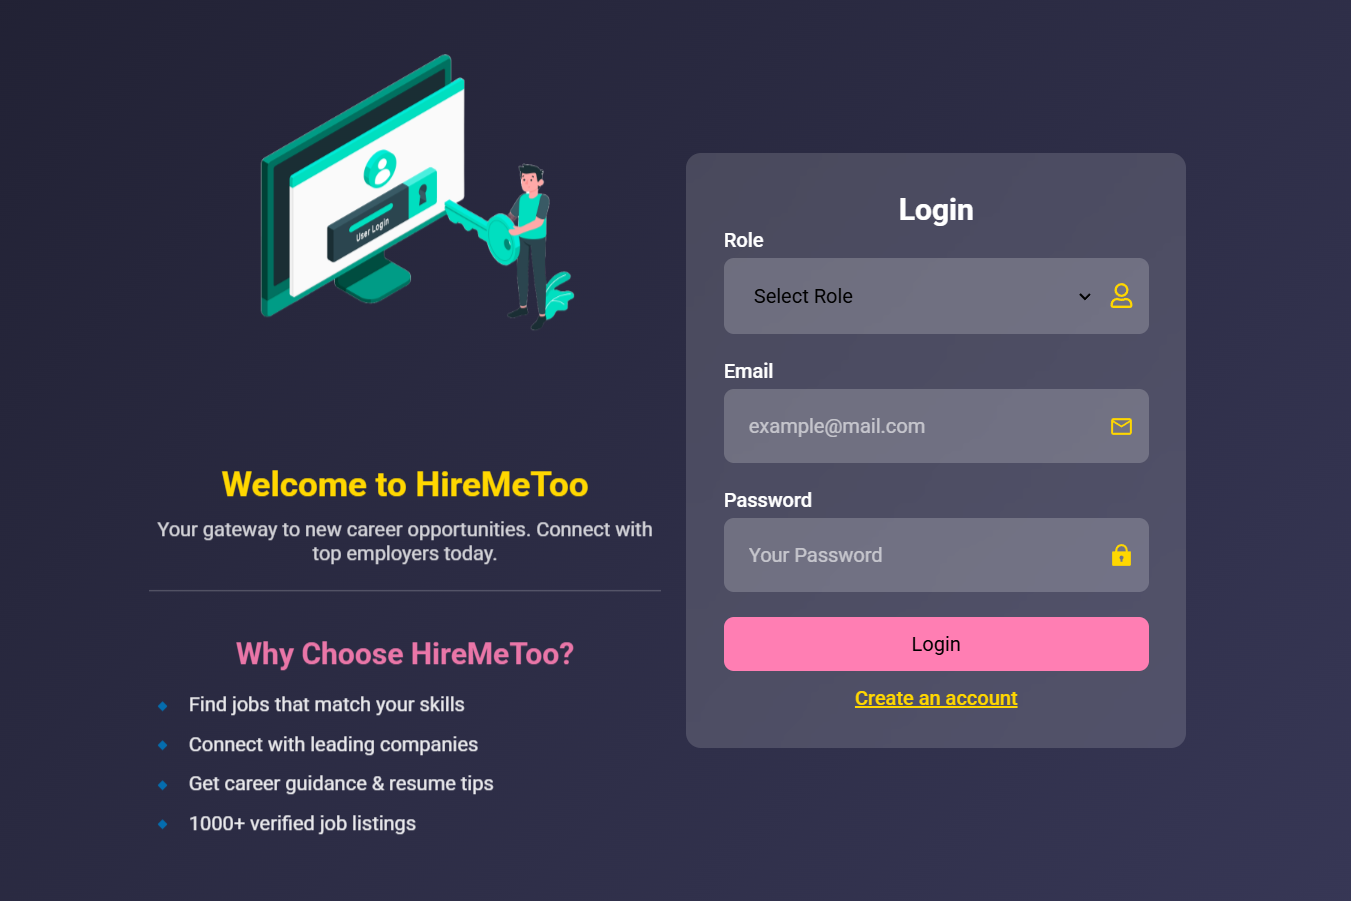 User Login
Welcome to HireMeToo
Your gateway to new career opportunities. Connect with
top employers today.
Why Choose HireMeToo?
Find jobs that match your skills
Connect with leading companies
Get career guidance & resume tips
1000+ verified job listings
Login
Role
Select Role
Email
example@mail.com
Password
Your Password
Login
Create an account